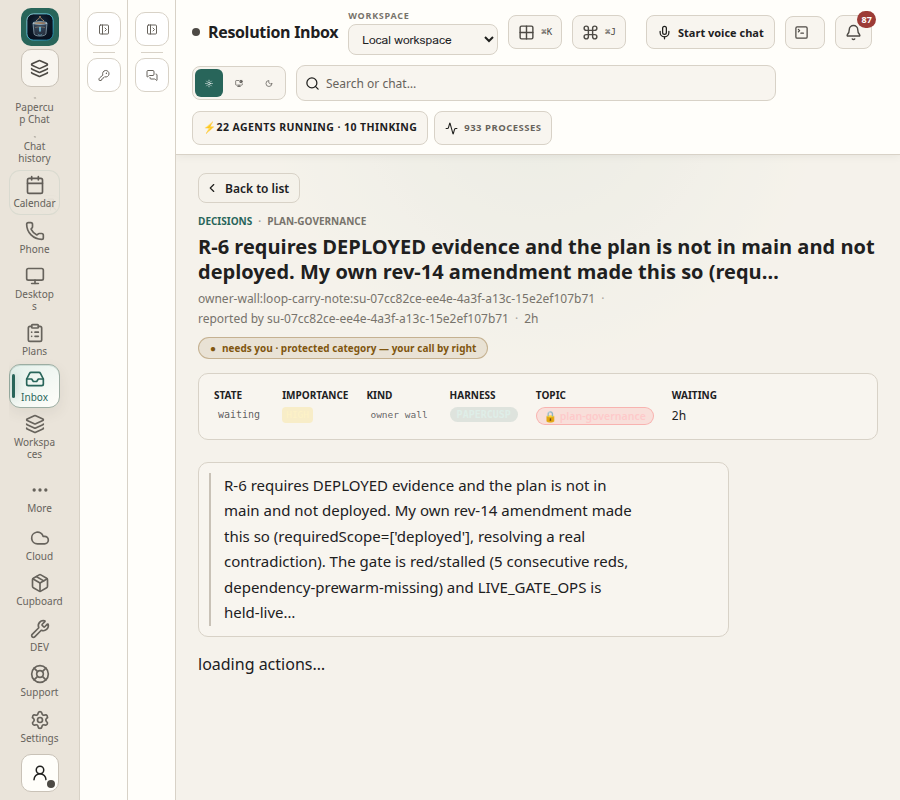 Papercu
p Chat
Chat
history
Calendar
Phone
Desktop
s
Plans
Inbox
Workspa
ces
More
Cloud
Cupboard
DEV
Support
Settings
Resolution Inbox
WORKSPACE
Local workspace
⌘K
⌘J
Start voice chat
87
Search or chat...
⚡22 AGENTS RUNNING · 10 THINKING
933 PROCESSES
Back to list
DECISIONS · PLAN-GOVERNANCE
R-6 requires DEPLOYED evidence and the plan is not in main and not
deployed. My own rev-14 amendment made this so (requ…
owner-wall:loop-carry-note:su-07cc82ce-ee4e-4a3f-a13c-15e2ef107b71 ·
reported by su-07cc82ce-ee4e-4a3f-a13c-15e2ef107b71 · 2h
● needs you · protected category — your call by right
STATE IMPORTANCE KIND HARNESS TOPIC WAITING
waiting owner wall PAPERCUSP 🔒 plan-governance 2h
R-6 requires DEPLOYED evidence and the plan is not in
main and not deployed. My own rev-14 amendment made
this so (requiredScope=['deployed'], resolving a real
contradiction). The gate is red/stalled (5 consecutive reds,
dependency-prewarm-missing) and LIVE_GATE_OPS is
held-live…
loading actions…